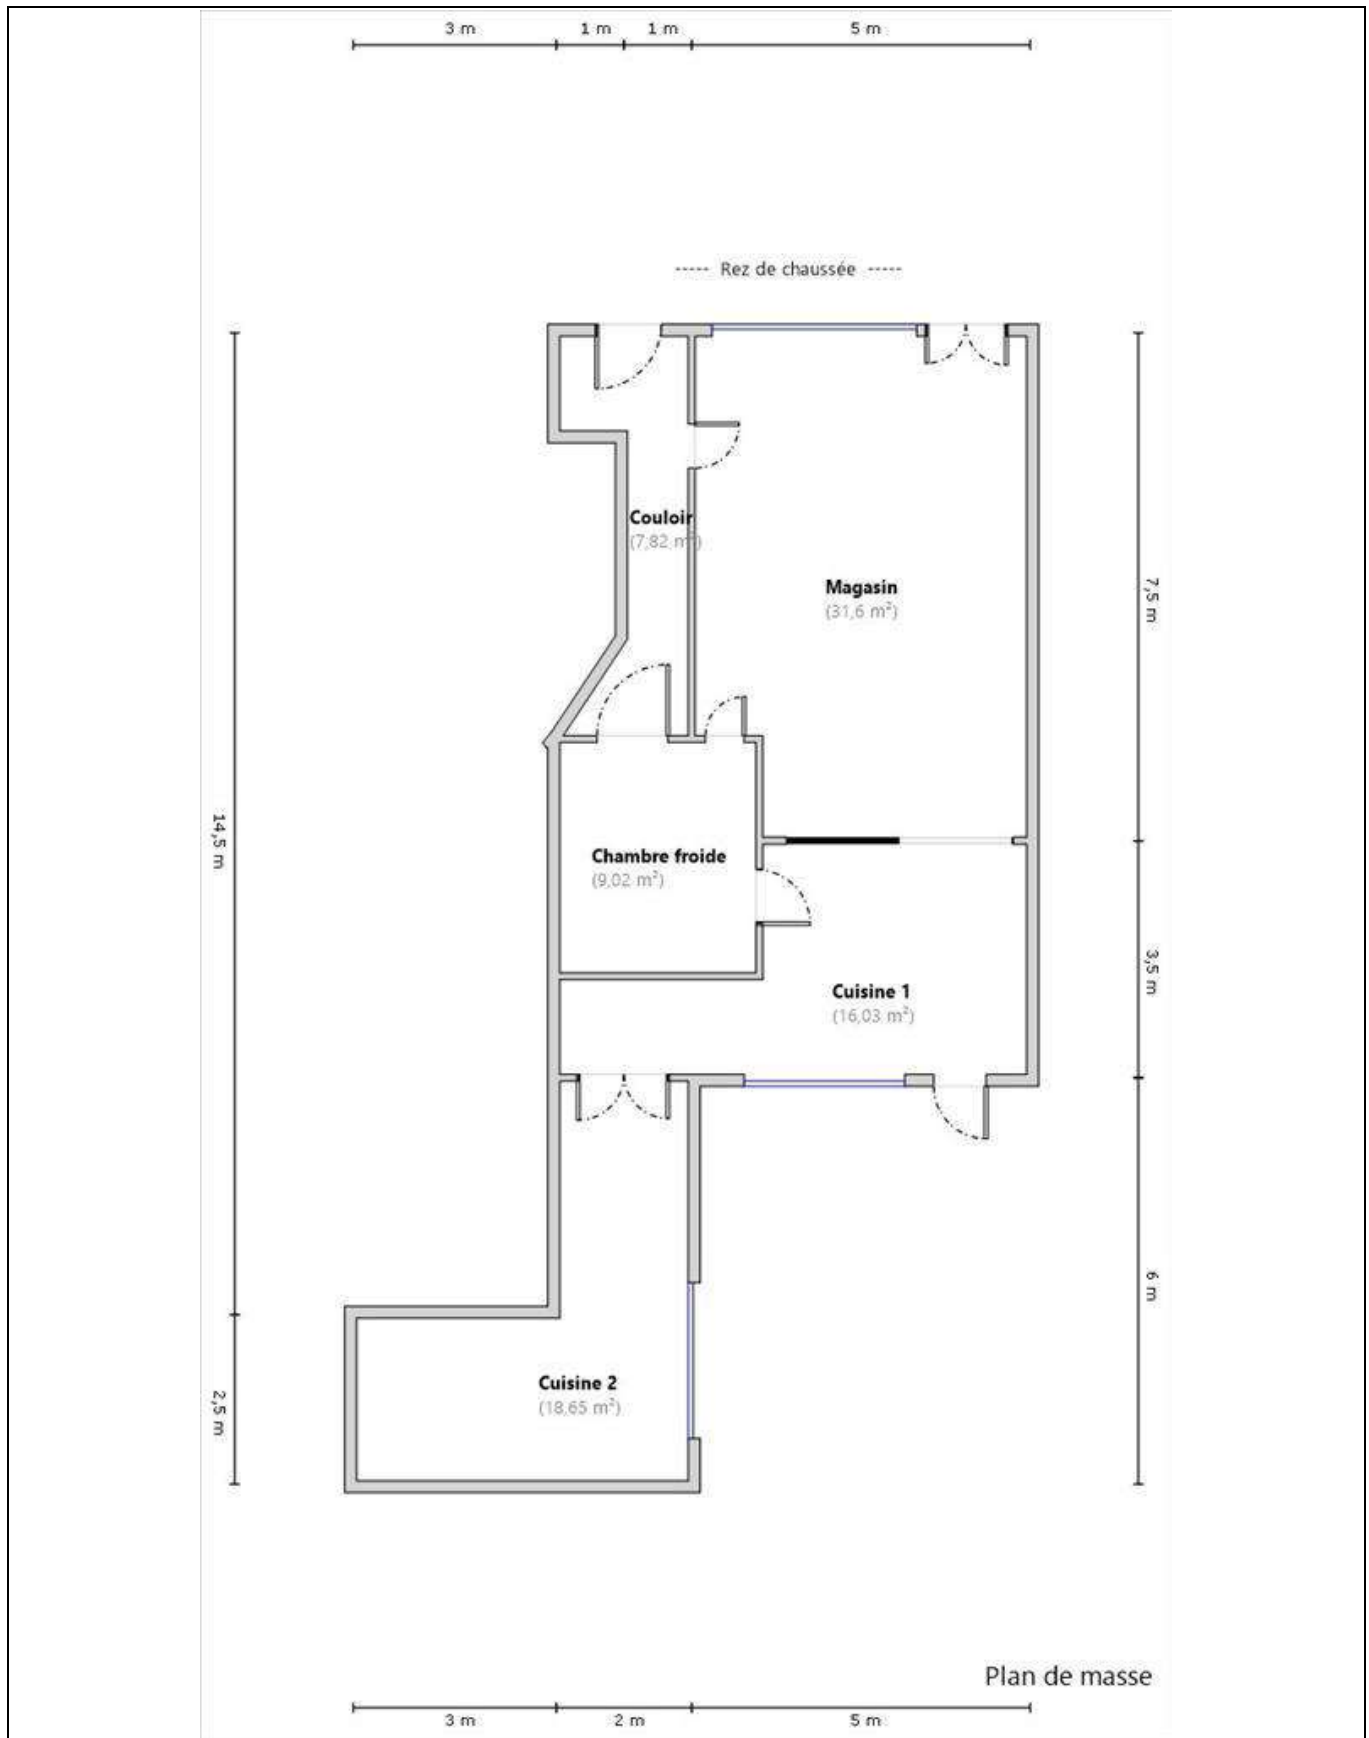 3 m 1 m 1 m 5 m
----- Rez de chaussée -----
Couloir
(7,82 m²)
Magasin
(31,6 m²)
7,5 m
14,5 m
Chambre froide
(9,02 m²)
3,5 m
Cuisine 1
(16,03 m²)
6 m
Cuisine 2
(18,65 m²)
2,5 m
Plan de masse
3 m 2 m 5 m